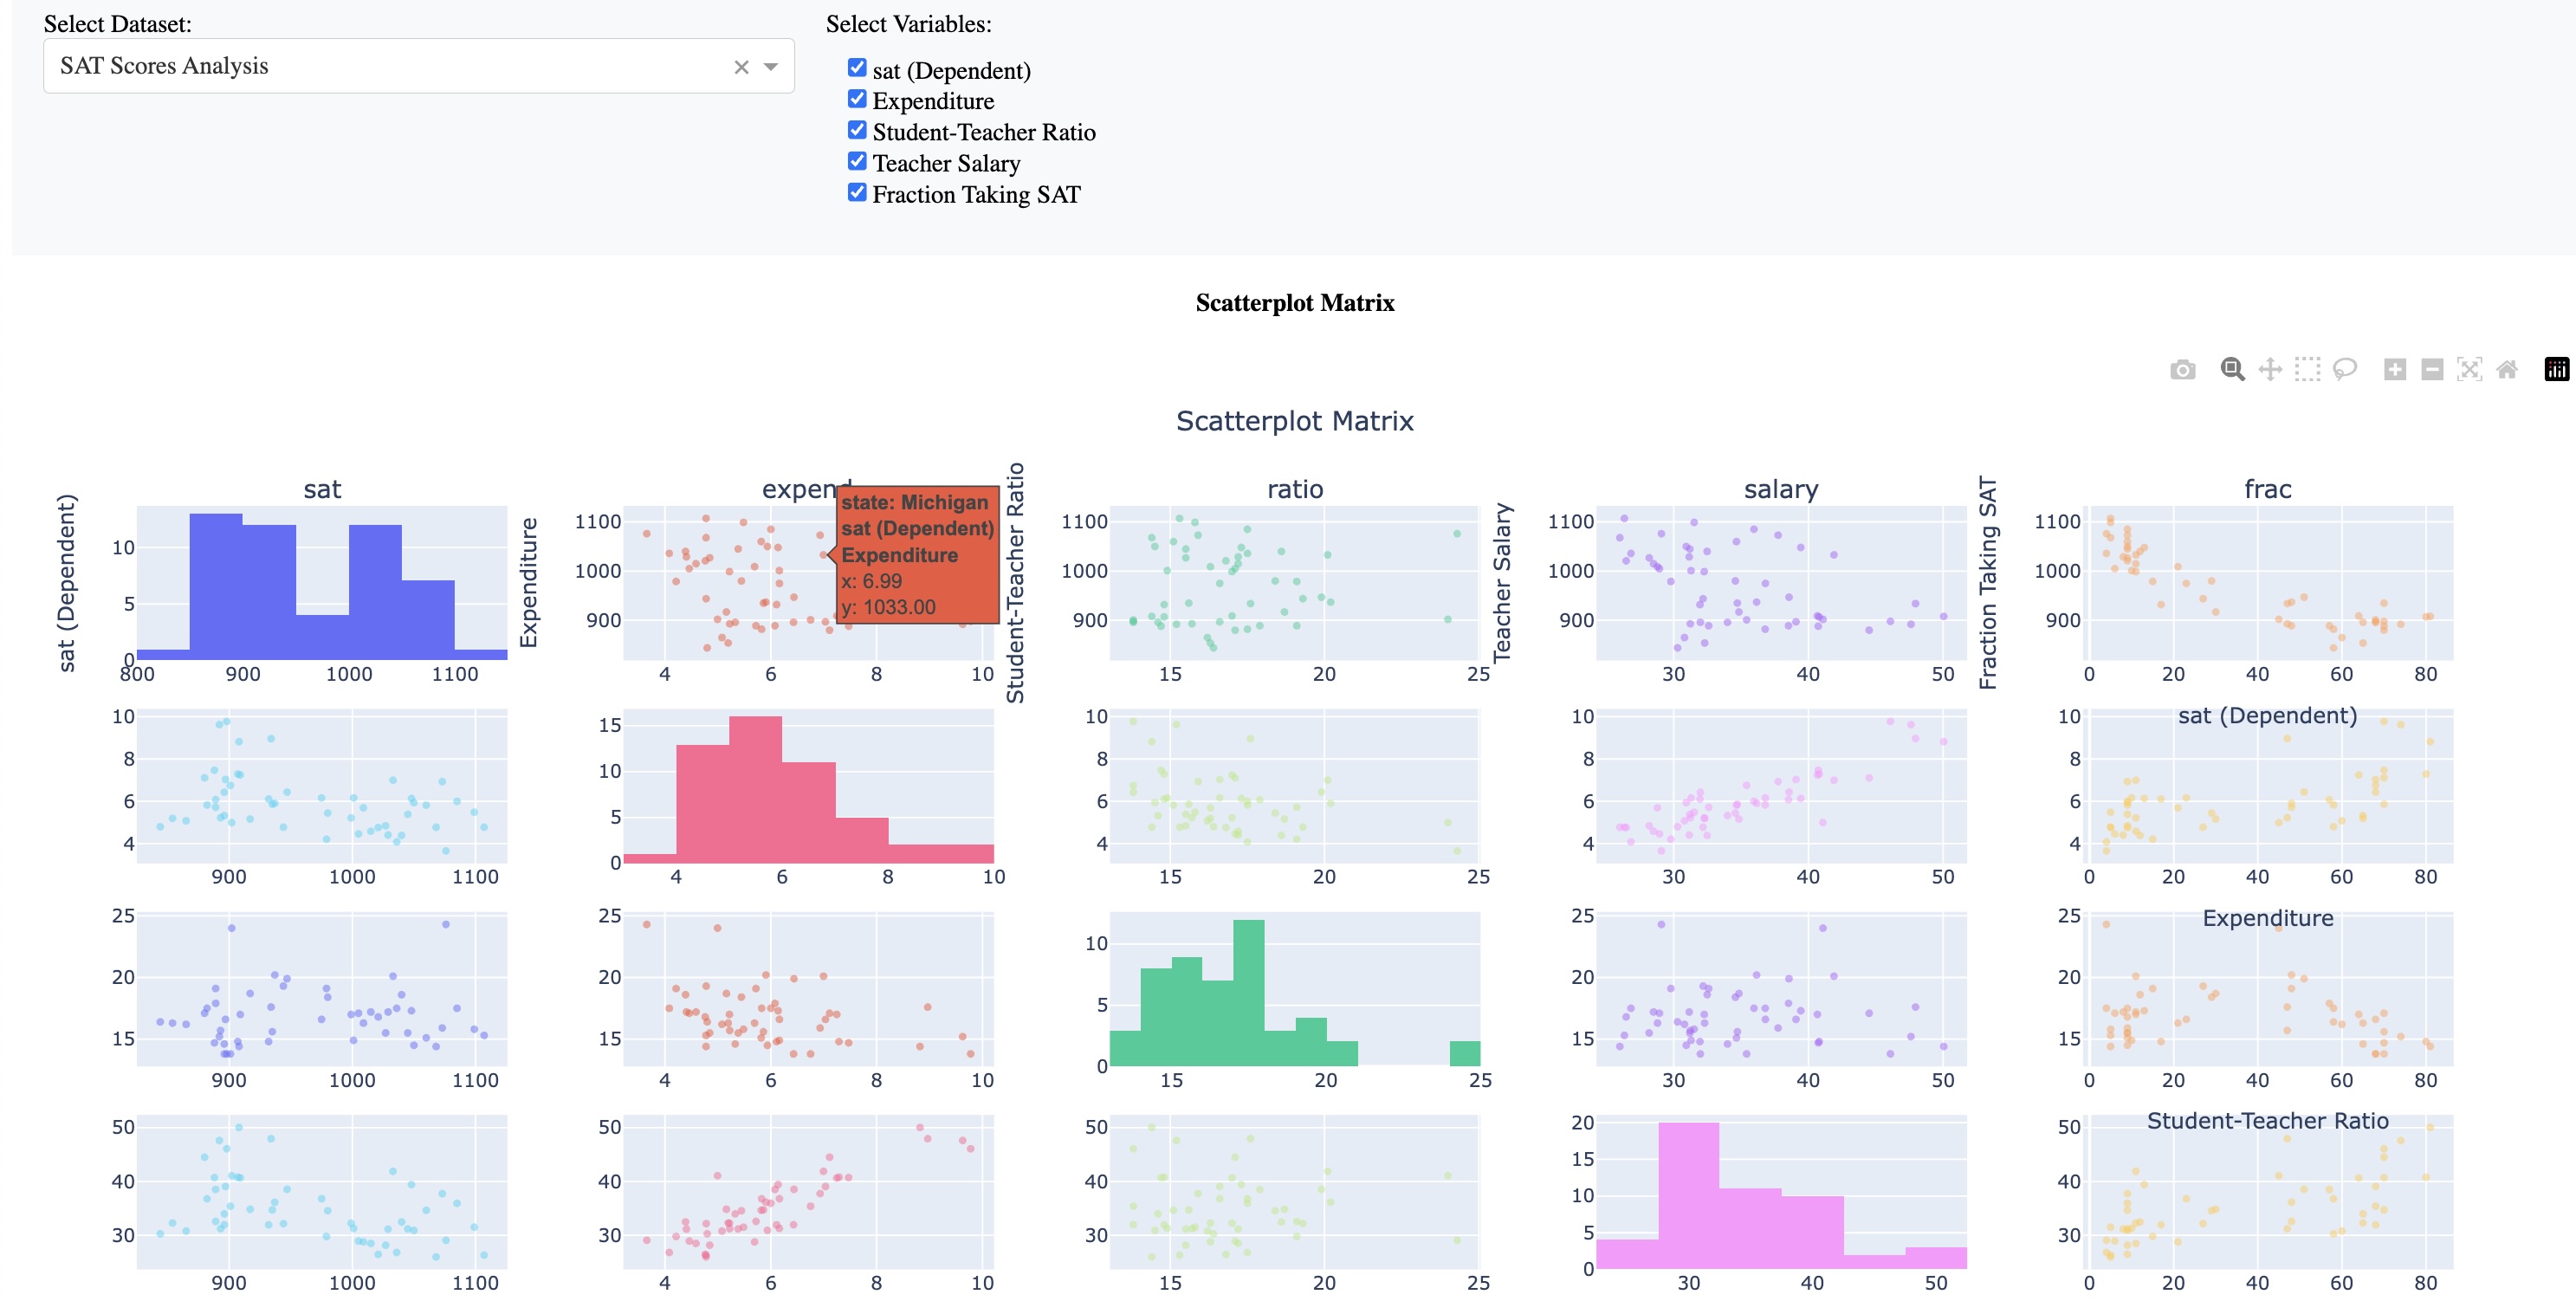 Select Dataset:
SAT Scores Analysis
Select Variables:
sat (Dependent)
Expenditure
Student-Teacher Ratio
Teacher Salary
Fraction Taking SAT
Scatterplot Matrix
Scatterplot Matrix
sat expend ratio salary frac
state: Michigan
sat (Dependent)
Expenditure
x: 6.99
y: 1033.00
sat (Dependent)
Expenditure
Student-Teacher Ratio
Teacher Salary
Fraction Taking SAT
10
5
0
800 900 1000 1100
1100
1000
900
4 6 8 10
1100
1000
900
15 20 25
1100
1000
900
30 40 50
1100
1000
900
0 20 40 60 80
sat (Dependent)
10
8
6
4
900 1000 1100
15
10
5
0
4 6 8 10
10
8
6
4
15 20 25
10
8
6
4
30 40 50
10
8
6
4
0 20 40 60 80
Expenditure
25
20
15
900 1000 1100
25
20
15
4 6 8 10
10
5
0
15 20 25
25
20
15
30 40 50
25
20
15
0 20 40 60 80
Student-Teacher Ratio
50
40
30
900 1000 1100
50
40
30
4 6 8 10
50
40
30
15 20 25
20
15
10
5
0
30 40 50
50
40
30
0 20 40 60 80